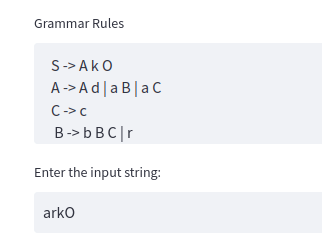 Grammar Rules
S -> A k O
A -> A d | a B | a C
C -> c
B -> b B C | r
Enter the input string:
arkO